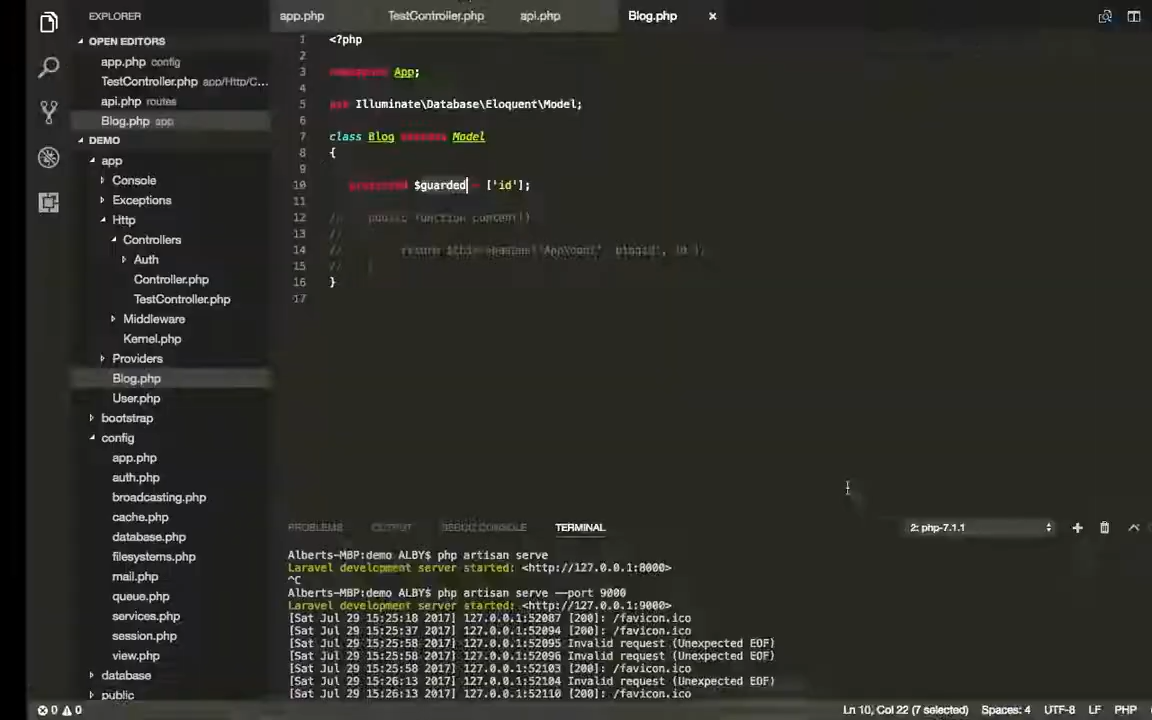 EXPLORER
OPEN EDITORS
app.php config
TestController.php app/Http/C...
api.php routes
Blog.php app
DEMO
app
Console
Exceptions
Http
Controllers
Auth
Controller.php
TestController.php
Middleware
Kernel.php
Providers
Blog.php
User.php
bootstrap
config
app.php
auth.php
broadcasting.php
cache.php
database.php
filesystems.php
mail.php
queue.php
services.php
session.php
view.php
database
public
app.php TestController.php api.php Blog.php ×
1 <?php
2
3 namespace App;
4
5 use Illuminate\Database\Eloquent\Model;
6
7 class Blog extends Model
8 {
9
10 protected $guarded = ['id'];
11
12 // public function content()
13 //
14 // return
15 //
16 }
17
PROBLEMS OUTPUT DEBUG CONSOLE TERMINAL 2: php-7.1.1
Alberts-MBP:demo ALBY$ php artisan serve
Laravel development server started: <http://127.0.0.1:8000>
^C
Alberts-MBP:demo ALBY$ php artisan serve --port 9000
Laravel development server started: <http://127.0.0.1:9000>
[Sat Jul 29 15:25:18 2017] 127.0.0.1:52087 [200]: /favicon.ico
[Sat Jul 29 15:25:37 2017] 127.0.0.1:52094 [200]: /favicon.ico
[Sat Jul 29 15:25:58 2017] 127.0.0.1:52095 Invalid request (Unexpected EOF)
[Sat Jul 29 15:25:58 2017] 127.0.0.1:52096 Invalid request (Unexpected EOF)
[Sat Jul 29 15:25:58 2017] 127.0.0.1:52103 [200]: /favicon.ico
[Sat Jul 29 15:26:13 2017] 127.0.0.1:52104 Invalid request (Unexpected EOF)
[Sat Jul 29 15:26:13 2017] 127.0.0.1:52110 [200]: /favicon.ico
0 0 Ln 10, Col 22 (7 selected) Spaces: 4 UTF-8 LF PHP